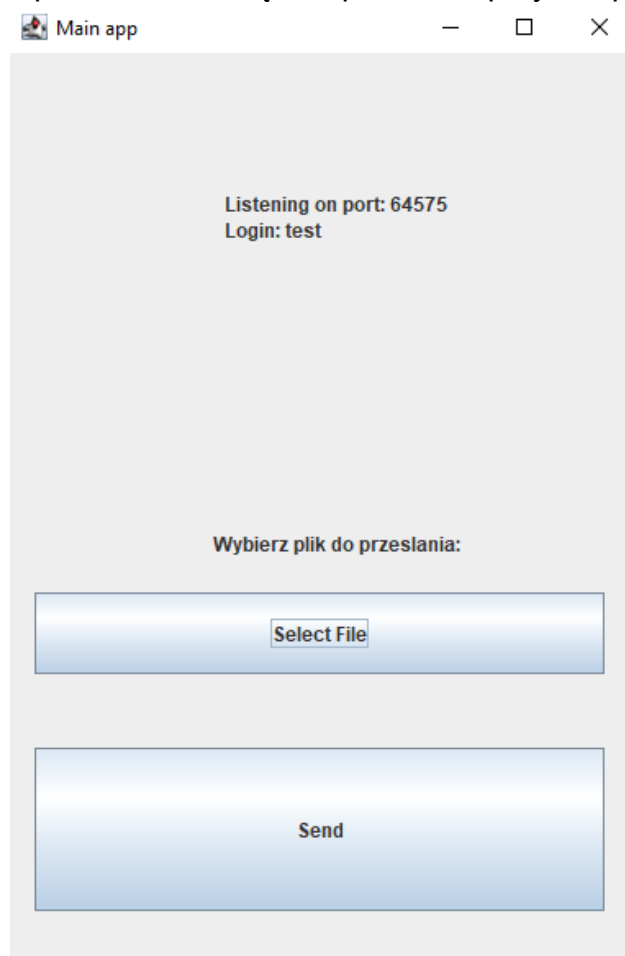 Main app
Listening on port: 64575
Login: test
Wybierz plik do przeslania:
Select File
Send